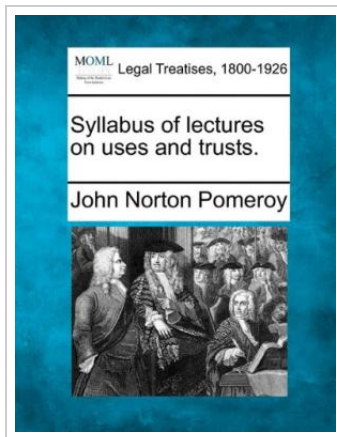 MOML
Legal Treatises, 1800-1926
Syllabus of lectures
on uses and trusts.
John Norton Pomeroy